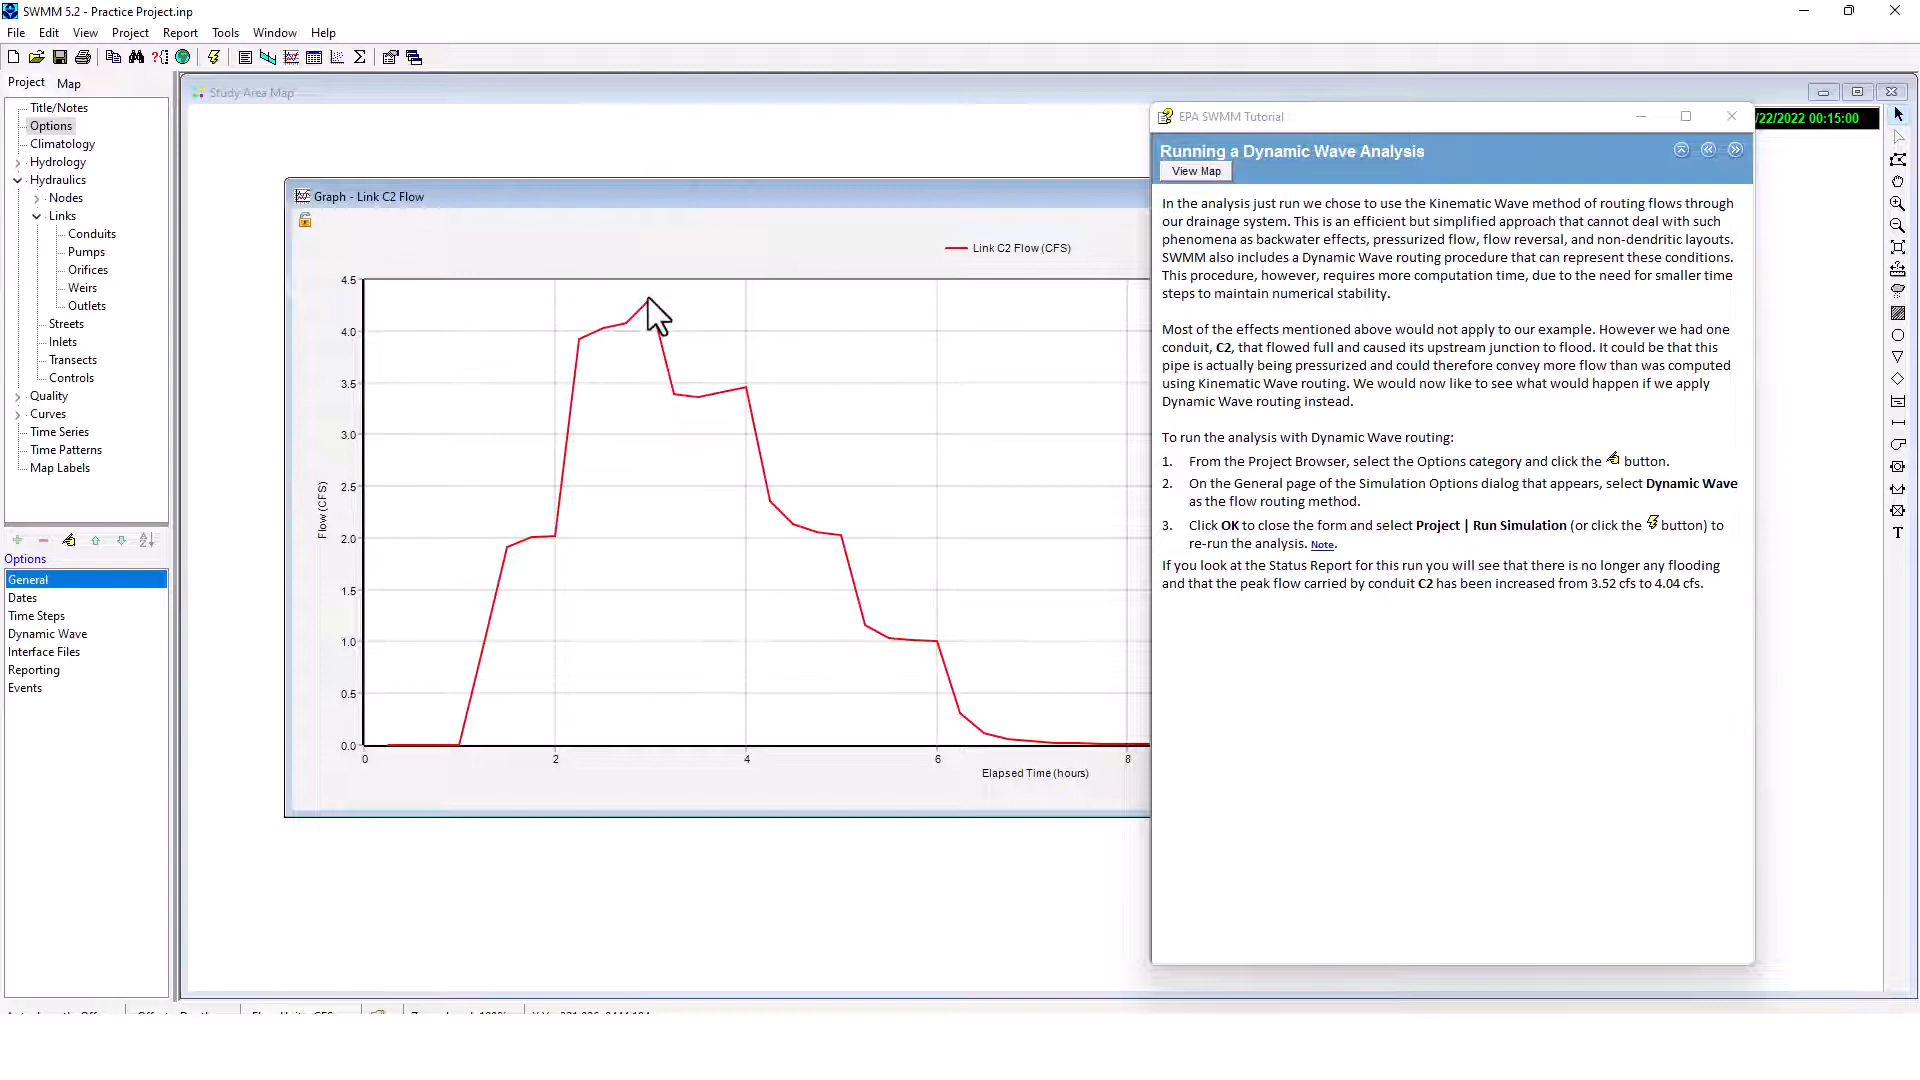 SWMM 5.2 - Practice Project.inp
File Edit View Project Report Tools Window Help
Project Map
Title/Notes
Options
Climatology
Hydrology
Hydraulics
Nodes
Links
Conduits
Pumps
Orifices
Weirs
Outlets
Streets
Inlets
Transects
Controls
Quality
Curves
Time Series
Time Patterns
Map Labels
Options
General
Dates
Time Steps
Dynamic Wave
Interface Files
Reporting
Events
Study Area Map
Graph - Link C2 Flow
Link C2 Flow (CFS)
4.5
4.0
3.5
3.0
2.5
2.0
1.5
1.0
0.5
0.0
Flow (CFS)
0 2 4 6 8
Elapsed Time (hours)
EPA SWMM Tutorial
Running a Dynamic Wave Analysis
View Map
In the analysis just run we chose to use the Kinematic Wave method of routing flows through
our drainage system. This is an efficient but simplified approach that cannot deal with such
phenomena as backwater effects, pressurized flow, flow reversal, and non-dendritic layouts.
SWMM also includes a Dynamic Wave routing procedure that can represent these conditions.
This procedure, however, requires more computation time, due to the need for smaller time
steps to maintain numerical stability.
Most of the effects mentioned above would not apply to our example. However we had one
conduit, C2, that flowed full and caused its upstream junction to flood. It could be that this
pipe is actually being pressurized and could therefore convey more flow than was computed
using Kinematic Wave routing. We would now like to see what would happen if we apply
Dynamic Wave routing instead.
To run the analysis with Dynamic Wave routing:
1. From the Project Browser, select the Options category and click the button.
2. On the General page of the Simulation Options dialog that appears, select Dynamic Wave
as the flow routing method.
3. Click OK to close the form and select Project | Run Simulation (or click the button) to
re-run the analysis. Note.
If you look at the Status Report for this run you will see that there is no longer any flooding
and that the peak flow carried by conduit C2 has been increased from 3.52 cfs to 4.04 cfs.
/22/2022 00:15:00
T